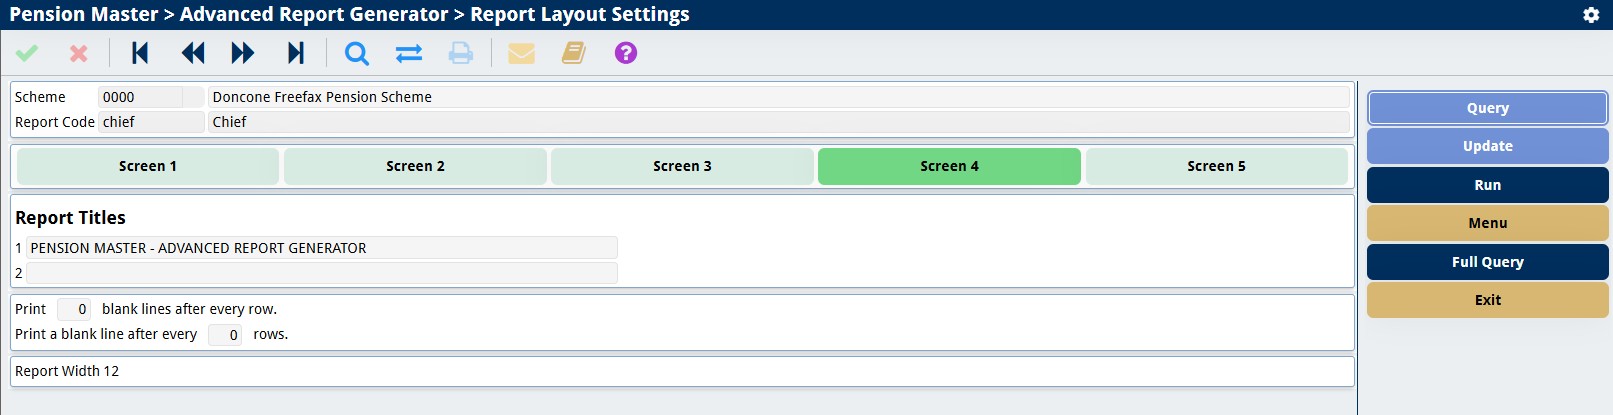 Pension Master > Advanced Report Generator > Report Layout Settings
Scheme 0000 Doncone Freefax Pension Scheme
Report Code chief Chief
Screen 1 Screen 2 Screen 3 Screen 4 Screen 5
Report Titles
1 PENSION MASTER - ADVANCED REPORT GENERATOR
2
Print 0 blank lines after every row.
Print a blank line after every 0 rows.
Report Width 12
Query
Update
Run
Menu
Full Query
Exit